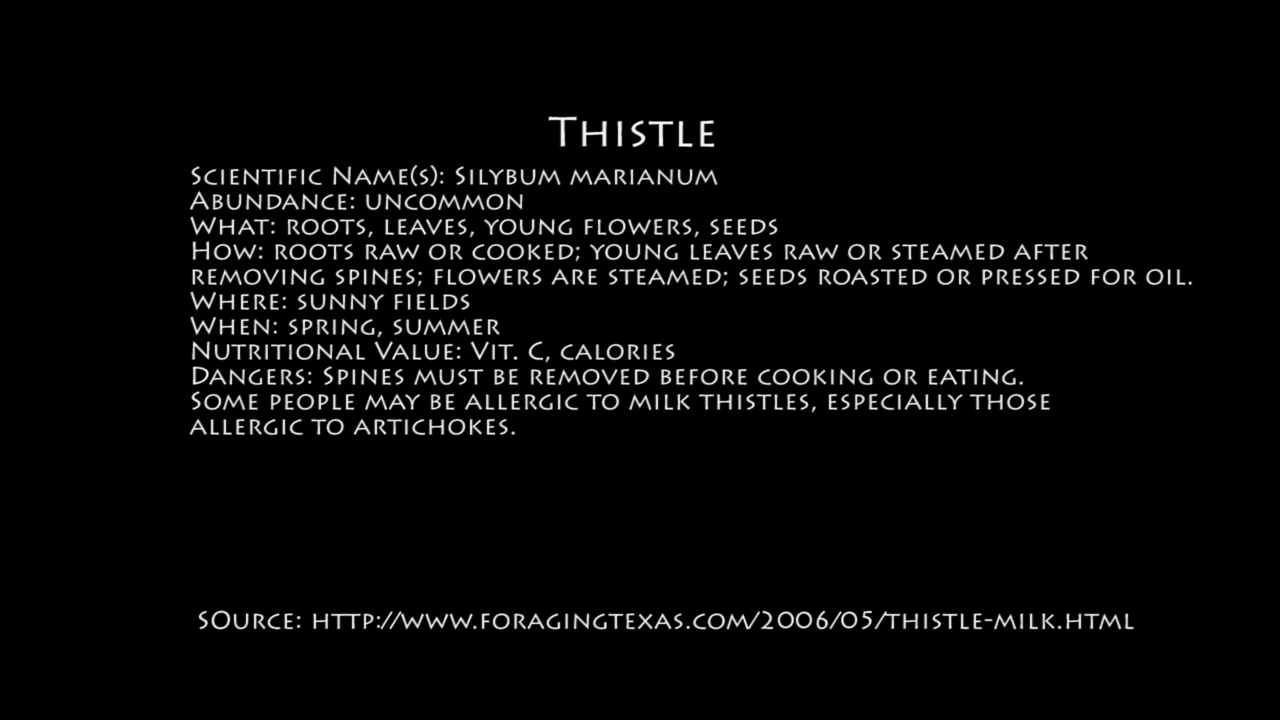 Thistle
Scientific Name(s): Silybum marianum
Abundance: uncommon
What: roots, leaves, young flowers, seeds
How: roots raw or cooked; young leaves raw or steamed after
removing spines; flowers are steamed; seeds roasted or pressed for oil.
Where: sunny fields
When: spring, summer
Nutritional Value: Vit. C, calories
Dangers: Spines must be removed before cooking or eating.
Some people may be allergic to milk thistles, especially those
allergic to artichokes.
sOurce: http://www.foragingtexas.com/2006/05/thistle-milk.html